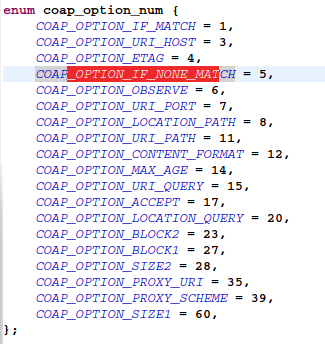 enum coap_option_num {
COAP_OPTION_IF_MATCH = 1,
COAP_OPTION_URI_HOST = 3,
COAP_OPTION_ETAG = 4,
COAP_OPTION_IF_NONE_MATCH = 5,
COAP_OPTION_OBSERVE = 6,
COAP_OPTION_URI_PORT = 7,
COAP_OPTION_LOCATION_PATH = 8,
COAP_OPTION_URI_PATH = 11,
COAP_OPTION_CONTENT_FORMAT = 12,
COAP_OPTION_MAX_AGE = 14,
COAP_OPTION_URI_QUERY = 15,
COAP_OPTION_ACCEPT = 17,
COAP_OPTION_LOCATION_QUERY = 20,
COAP_OPTION_BLOCK2 = 23,
COAP_OPTION_BLOCK1 = 27,
COAP_OPTION_SIZE2 = 28,
COAP_OPTION_PROXY_URI = 35,
COAP_OPTION_PROXY_SCHEME = 39,
COAP_OPTION_SIZE1 = 60,
};